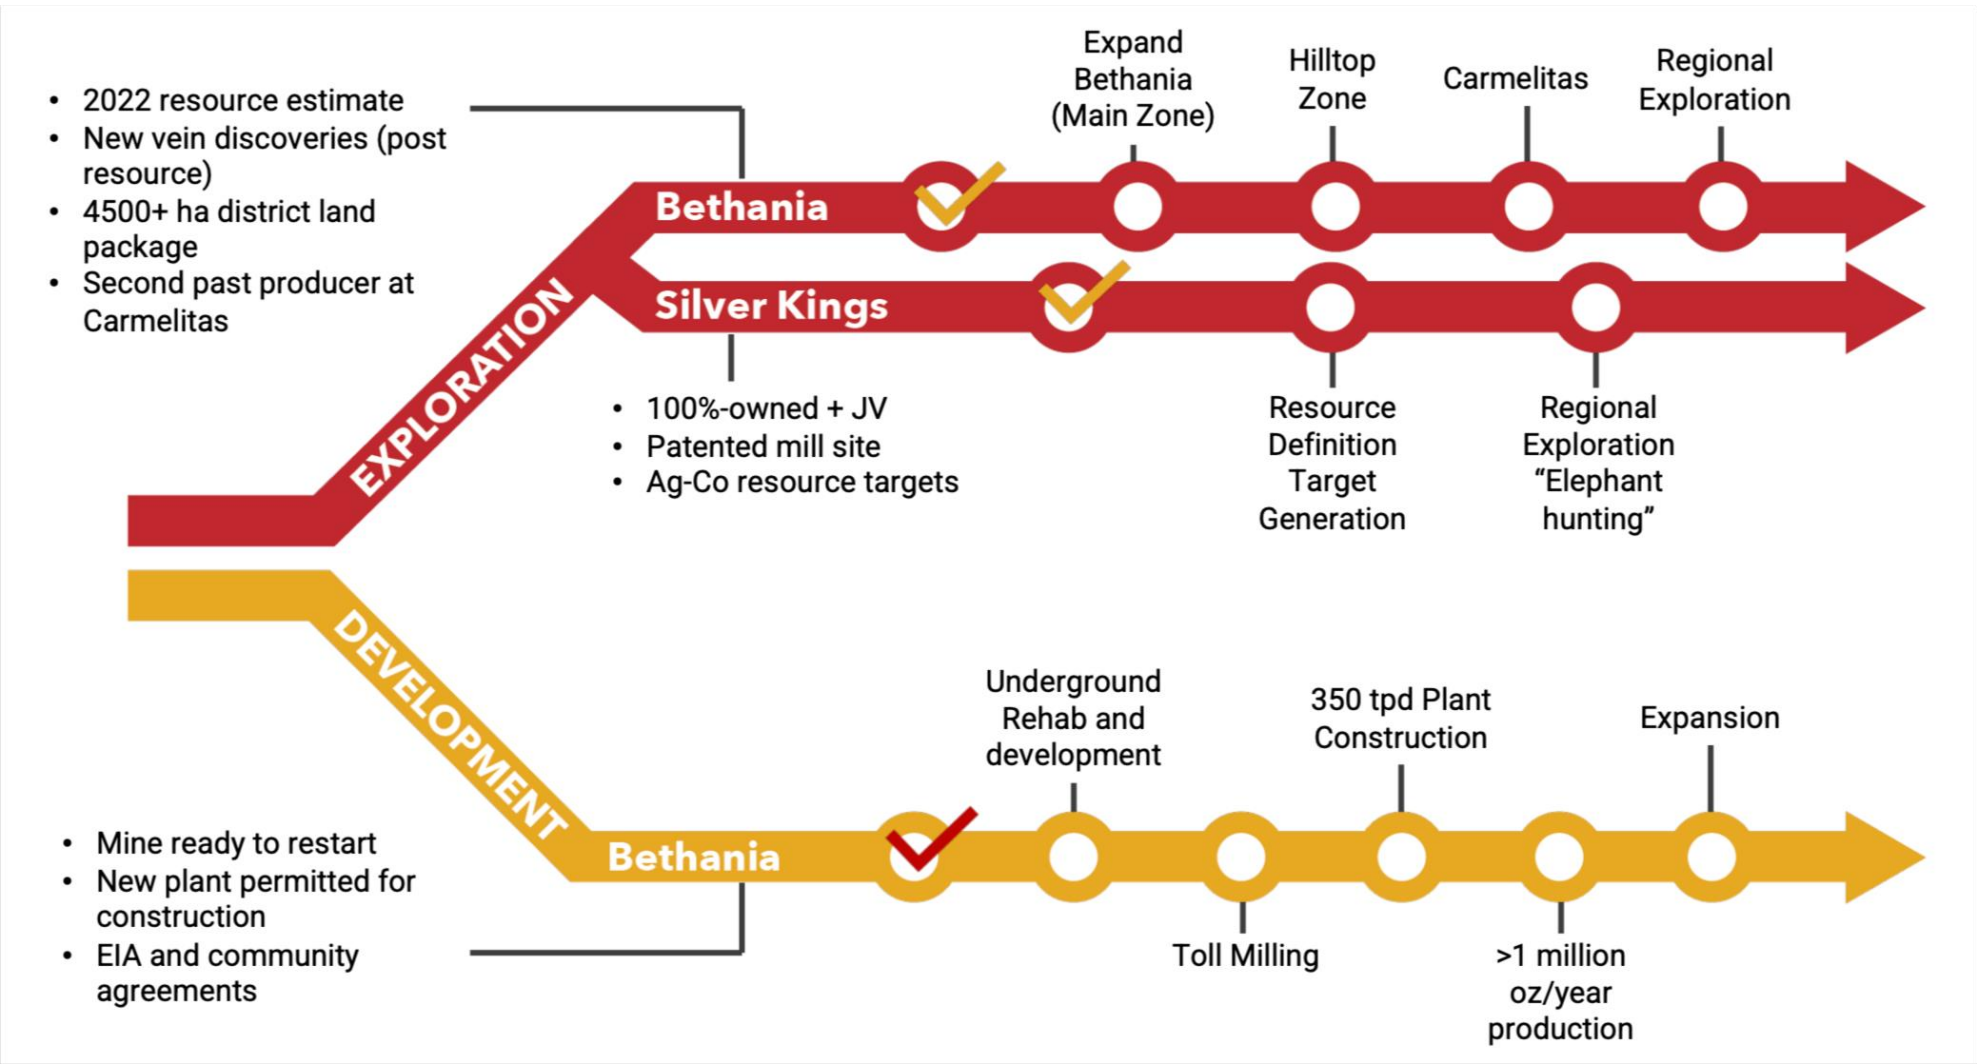 • 2022 resource estimate
• New vein discoveries (post
resource)
• 4500+ ha district land
package
• Second past producer at
Carmelitas
Expand
Bethania
(Main Zone)
Hilltop
Zone
Carmelitas
Regional
Exploration
Bethania
Silver Kings
EXPLORATION
• 100%-owned + JV
• Patented mill site
• Ag-Co resource targets
Resource
Definition
Target
Generation
Regional
Exploration
“Elephant
hunting”
DEVELOPMENT
Underground
Rehab and
development
350 tpd Plant
Construction
Expansion
Bethania
• Mine ready to restart
• New plant permitted for
construction
• EIA and community
agreements
Toll Milling
>1 million
oz/year
production